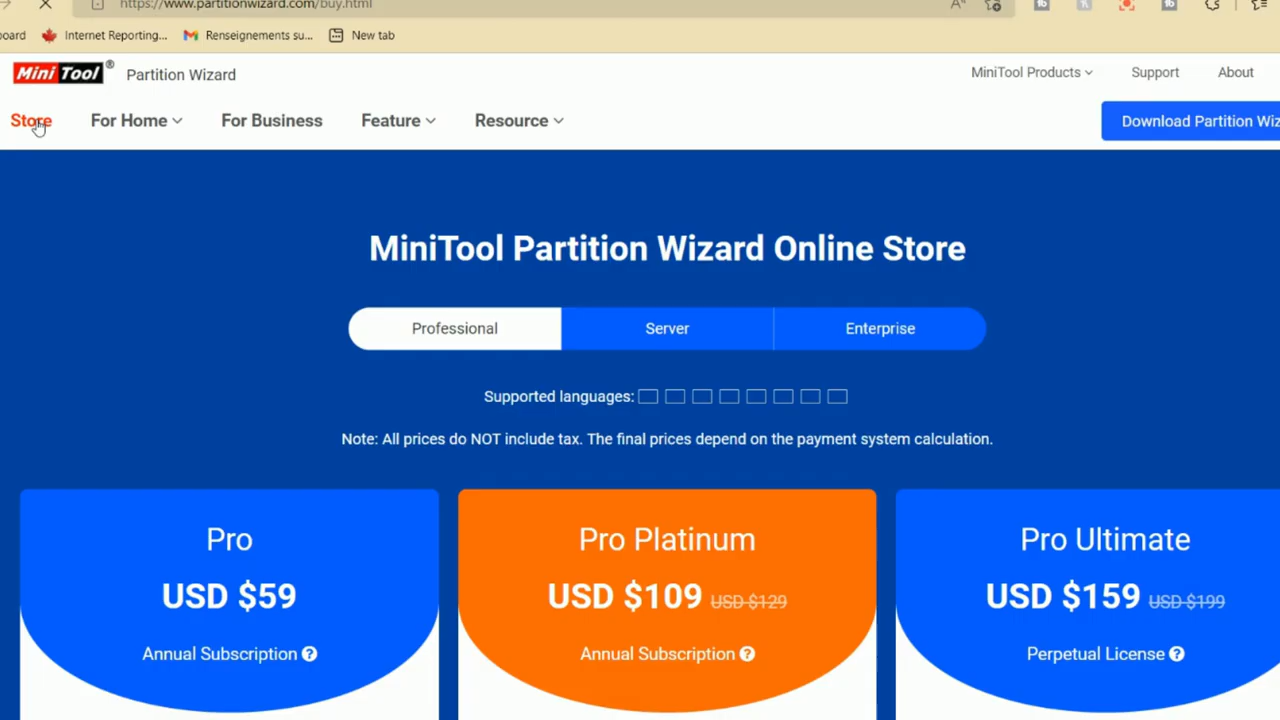 https://www.partitionwizard.com/buy.html
board Internet Reporting... Renseignements su... New tab
Mini Tool® Partition Wizard MiniTool Products Support About
Store For Home For Business Feature Resource Download Partition Wiz
MiniTool Partition Wizard Online Store
Professional Server Enterprise
Supported languages:
Note: All prices do NOT include tax. The final prices depend on the payment system calculation.
Pro Pro Platinum Pro Ultimate
USD $59 USD $109 USD $129 USD $159 USD $199
Annual Subscription ? Annual Subscription ? Perpetual License ?